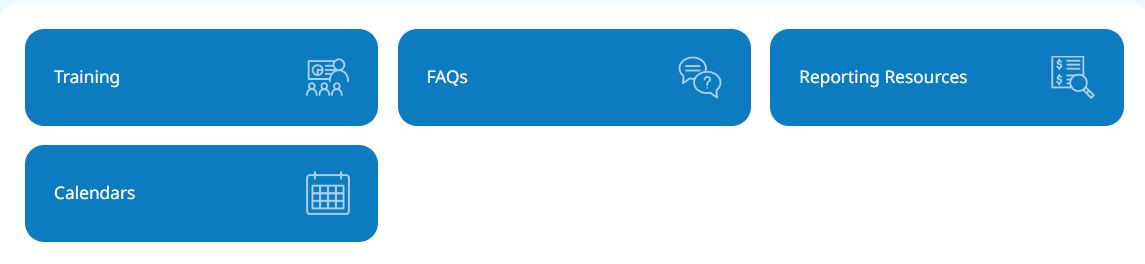 Training
FAQs
Reporting Resources
Calendars